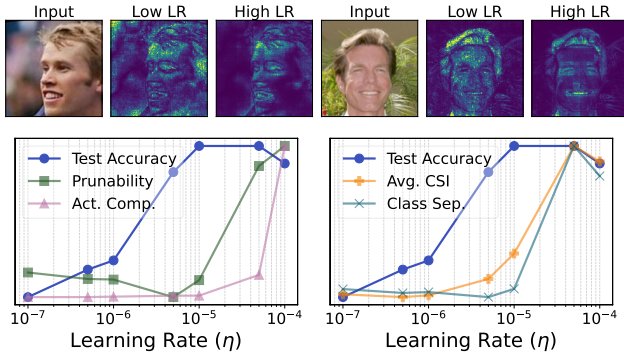 Input Low LR High LR Input Low LR High LR
Test Accuracy
Prunability
Act. Comp.
10⁻⁷ 10⁻⁶ 10⁻⁵ 10⁻⁴
Learning Rate (η)
Test Accuracy
Avg. CSI
Class Sep.
10⁻⁷ 10⁻⁶ 10⁻⁵ 10⁻⁴
Learning Rate (η)